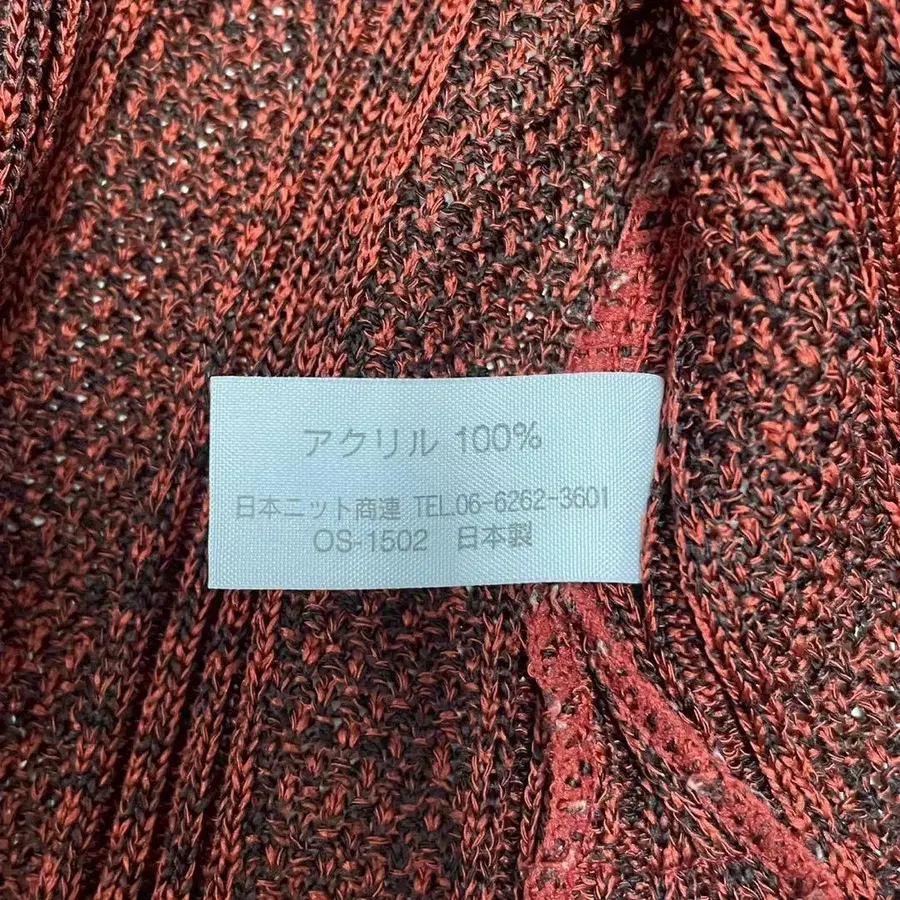 アクリル 100%
日本ニット商連 TEL.06-6262-3601
OS-1502 日本製